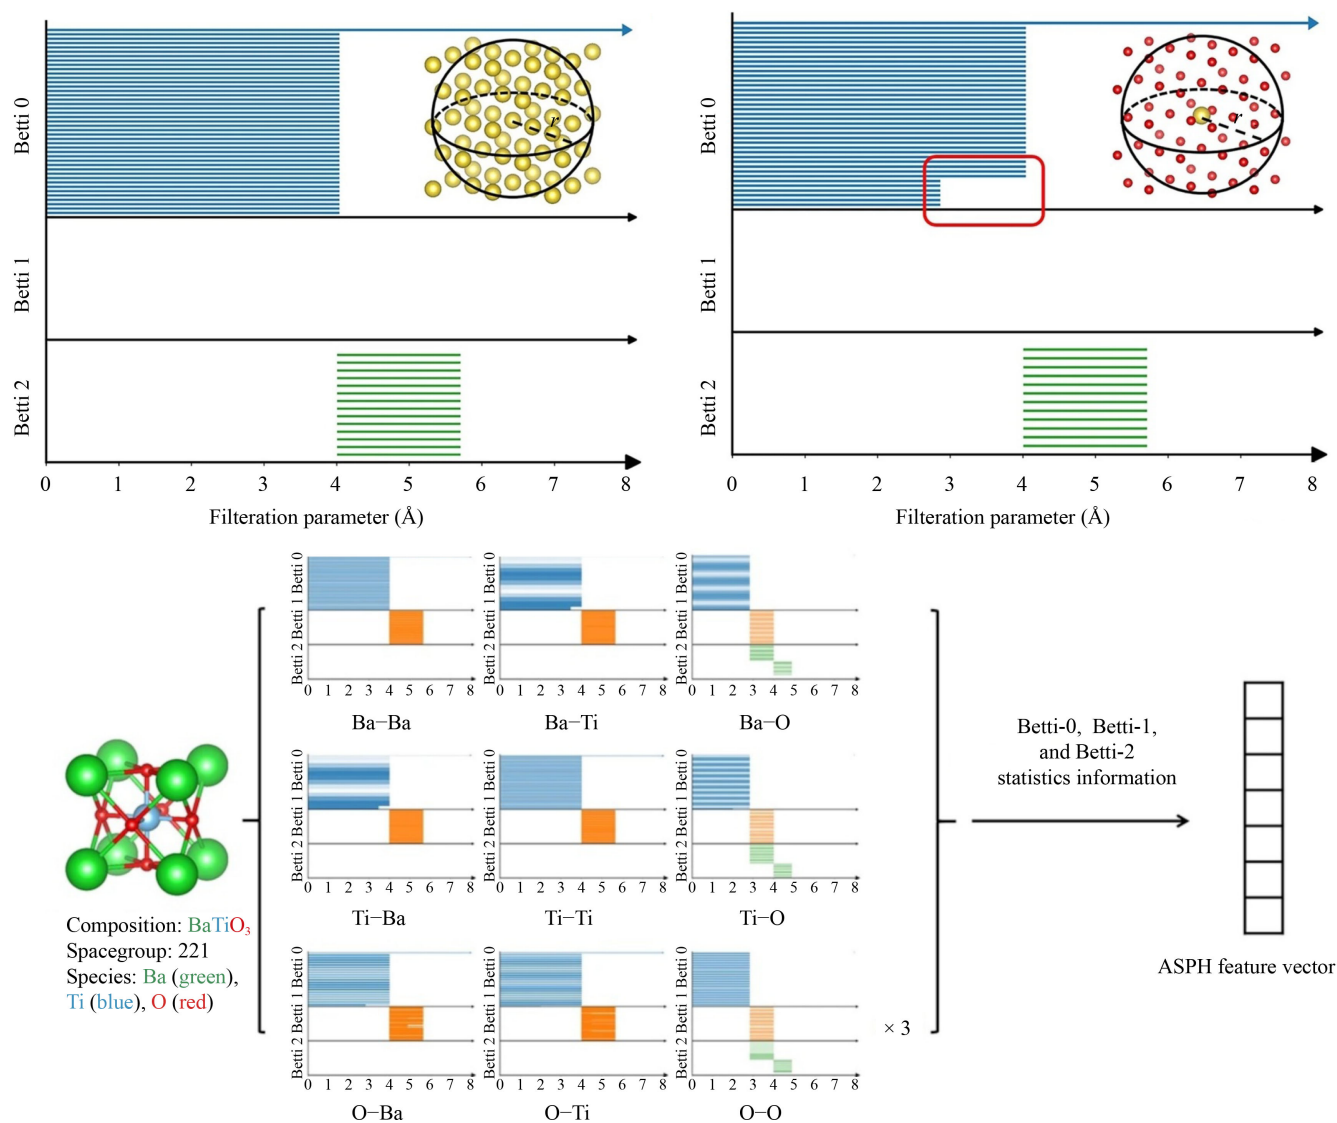 Betti 0
r
Betti 1
Betti 2
0 1 2 3 4 5 6 7 8
Filteration parameter (Å)
Betti 0
r
Betti 1
Betti 2
0 1 2 3 4 5 6 7 8
Filteration parameter (Å)
Betti 2 Betti 1 Betti 0
0 1 2 3 4 5 6 7 8
Ba−Ba
Betti 2 Betti 1 Betti 0
0 1 2 3 4 5 6 7 8
Ba−Ti
Betti 2 Betti 1 Betti 0
0 1 2 3 4 5 6 7 8
Ba−O
Betti 2 Betti 1 Betti 0
0 1 2 3 4 5 6 7 8
Ti−Ba
Betti 2 Betti 1 Betti 0
0 1 2 3 4 5 6 7 8
Ti−Ti
Betti 2 Betti 1 Betti 0
0 1 2 3 4 5 6 7 8
Ti−O
Betti 2 Betti 1 Betti 0
0 1 2 3 4 5 6 7 8
O−Ba
Betti 2 Betti 1 Betti 0
0 1 2 3 4 5 6 7 8
O−Ti
Betti 2 Betti 1 Betti 0
0 1 2 3 4 5 6 7 8
O−O
× 3
Composition: BaTiO₃
Spacegroup: 221
Species: Ba (green),
Ti (blue), O (red)
Betti-0, Betti-1,
and Betti-2
statistics information
ASPH feature vector